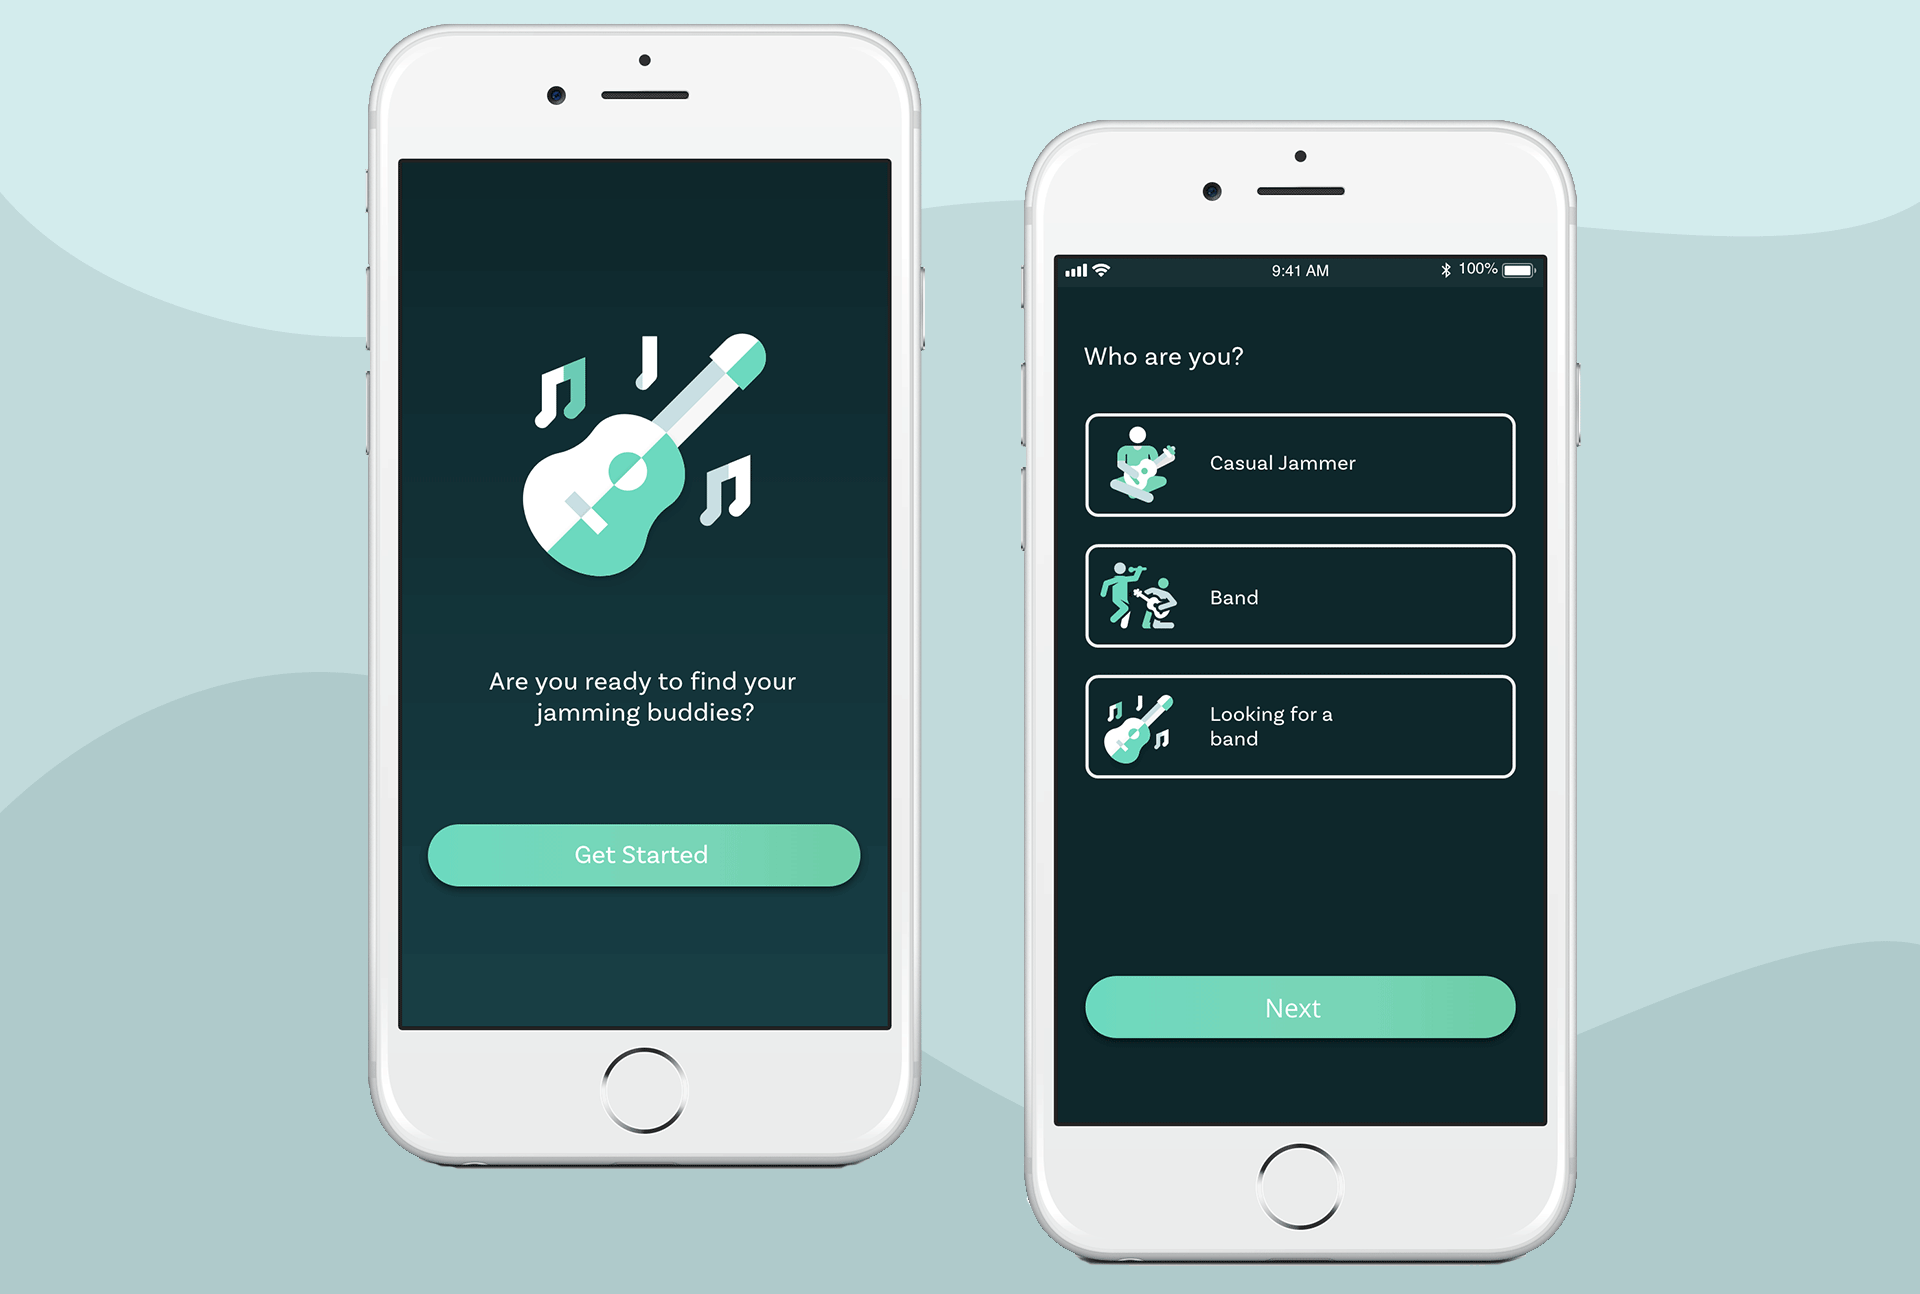 Are you ready to find your
jamming buddies?
Get Started
9:41 AM
100%
Who are you?
Casual Jammer
Band
Looking for a
band
Next